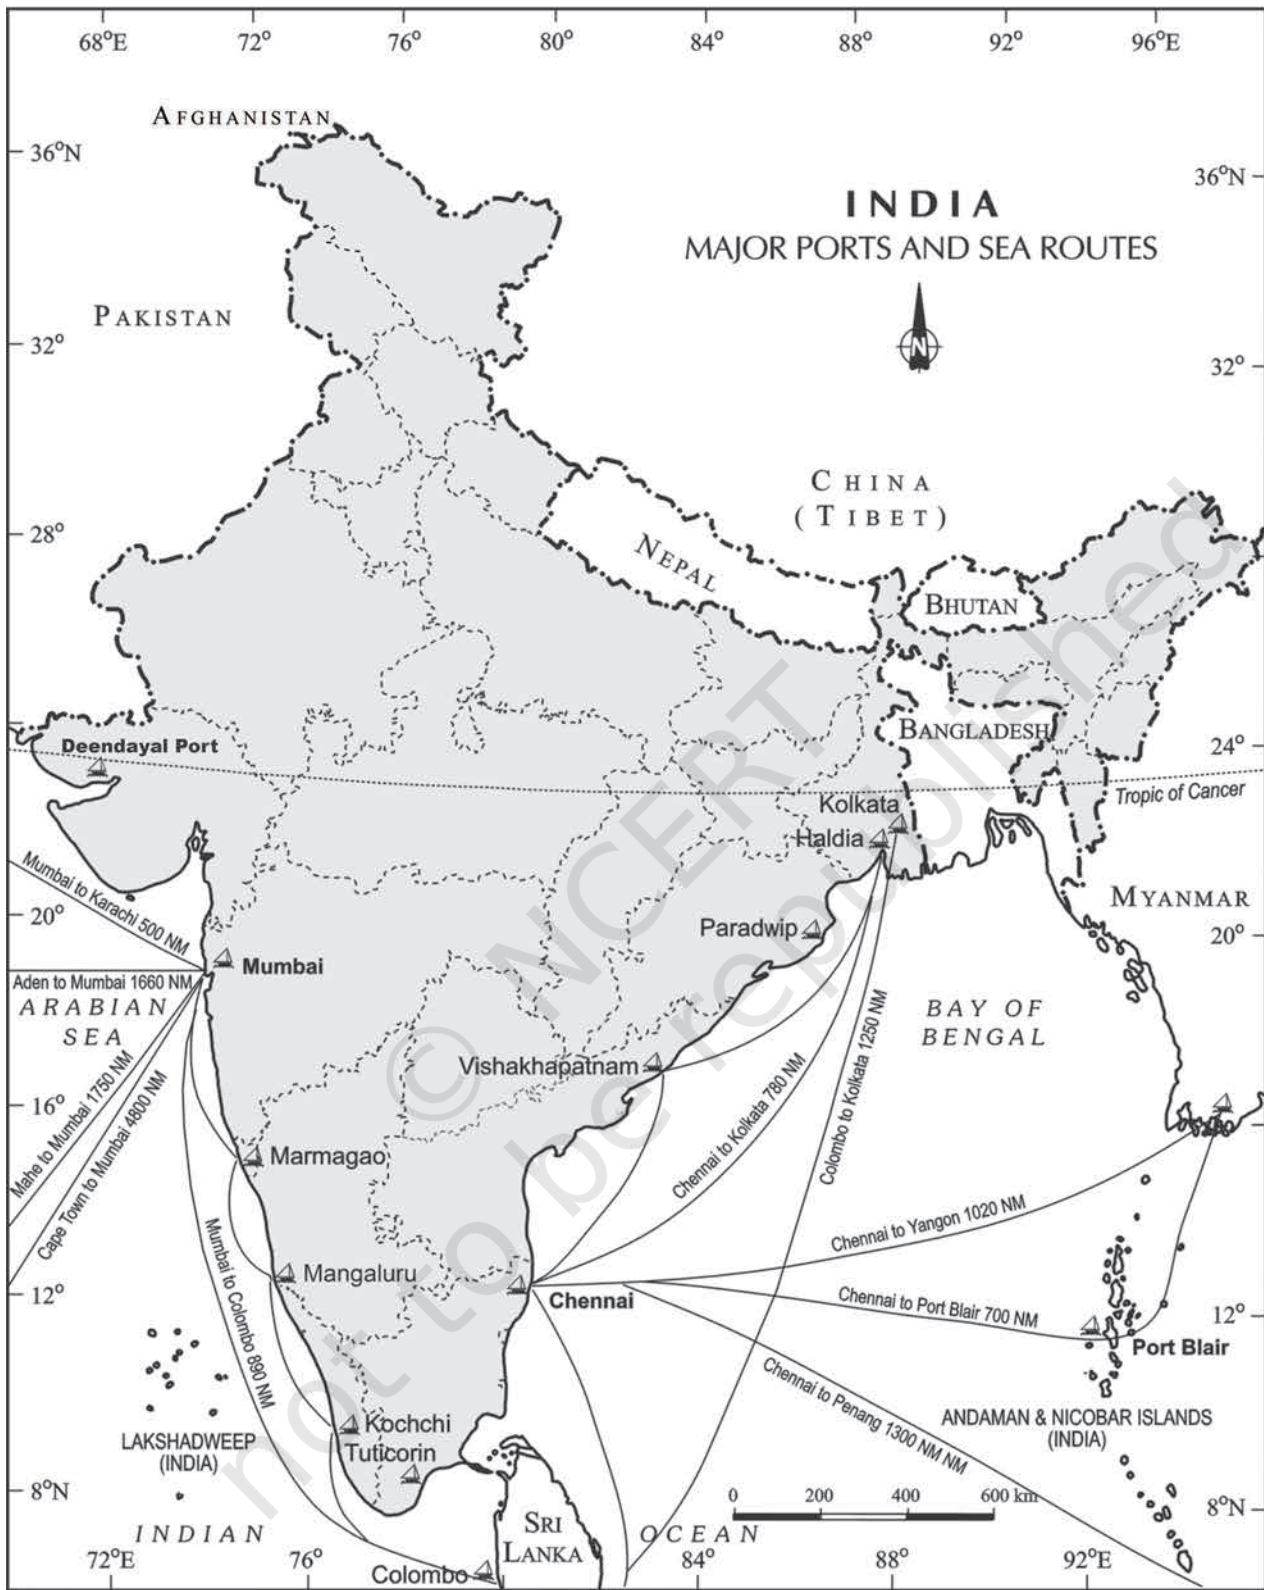 68°E 72° 76° 80° 84° 88° 92° 96°E
AFGHANISTAN
36°N
36°N
INDIA
MAJOR PORTS AND SEA ROUTES
PAKISTAN
N
32°
32°
CHINA
(TIBET)
28°
NEPAL
BHUTAN
BANGLADESH
Deendayal Port
24°
Tropic of Cancer
Kolkata
Haldia
Mumbai to Karachi 500 NM
MYANMAR
20°
20°
Paradwip
Mumbai
Aden to Mumbai 1660 NM
ARABIAN
SEA
BAY OF
BENGAL
Vishakhapatnam
Mahe to Mumbai 1750 NM
Cape Town to Mumbai 4800 NM
Chennai to Kolkata 780 NM
Colombo to Kolkata 1250 NM
16°
Marmagao
Chennai to Yangon 1020 NM
Mumbai to Colombo 890 NM
Mangaluru
Chennai
12°
Chennai to Port Blair 700 NM
12°
Port Blair
Chennai to Penang 1300 NM NM
Kochchi
Tuticorin
LAKSHADWEEP
(INDIA)
ANDAMAN & NICOBAR ISLANDS
(INDIA)
8°N
0 200 400 600 km
8°N
INDIAN
OCEAN
SRI
LANKA
Colombo
72°E 76° 84° 88° 92°E
© NCERT
not to be republished